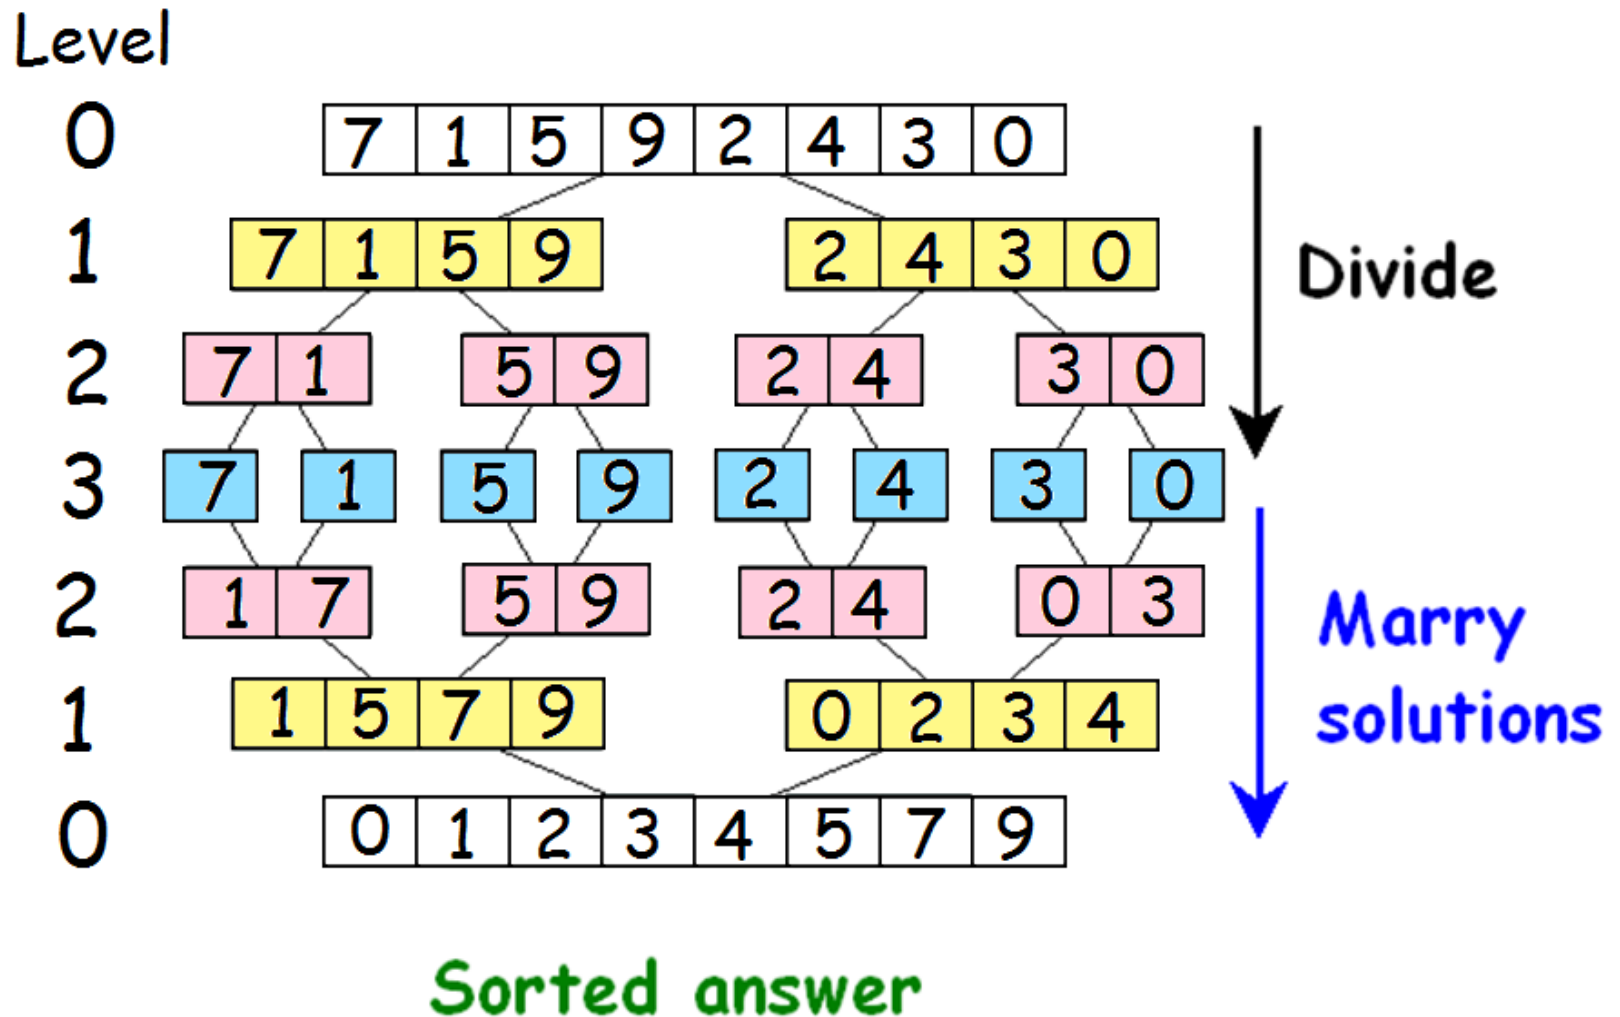 Level
0 7 1 5 9 2 4 3 0
1 7 1 5 9 2 4 3 0
Divide
2 7 1 5 9 2 4 3 0
3 7 1 5 9 2 4 3 0
2 1 7 5 9 2 4 0 3
Marry
solutions
1 1 5 7 9 0 2 3 4
0 0 1 2 3 4 5 7 9
Sorted answer